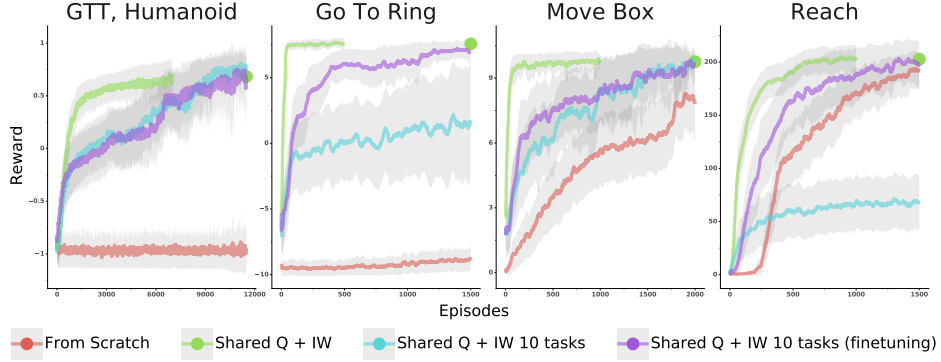 GTT, Humanoid
Go To Ring
Move Box
Reach
Reward
1
0.5
0
−0.5
−1
0 3000 6000 9000 12000
5
0
−5
−10
0 500 1000 1500
9
6
3
0
0 500 1000 1500 2000
200
150
100
50
0
0 500 1000 1500
Episodes
From Scratch
Shared Q + IW
Shared Q + IW 10 tasks
Shared Q + IW 10 tasks (finetuning)